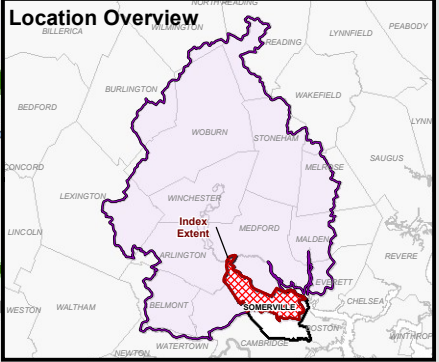 NORTH READING
Location Overview
WILMINGTON
PEABODY
BILLERICA
LYNNFIELD
READING
BURLINGTON
WAKEFIELD
BEDFORD
LYNN
WOBURN
STONEHAM
SAUGUS
MELROSE
CONCORD
LEXINGTON
WINCHESTER
Index
Extent
MEDFORD
LINCOLN
MALDEN
ARLINGTON
REVERE
EVERETT
CHELSEA
BELMONT
SOMERVILLE
WESTON
WALTHAM
BOSTON
WINTHROP
CAMBRIDGE
WATERTOWN
NEWTON